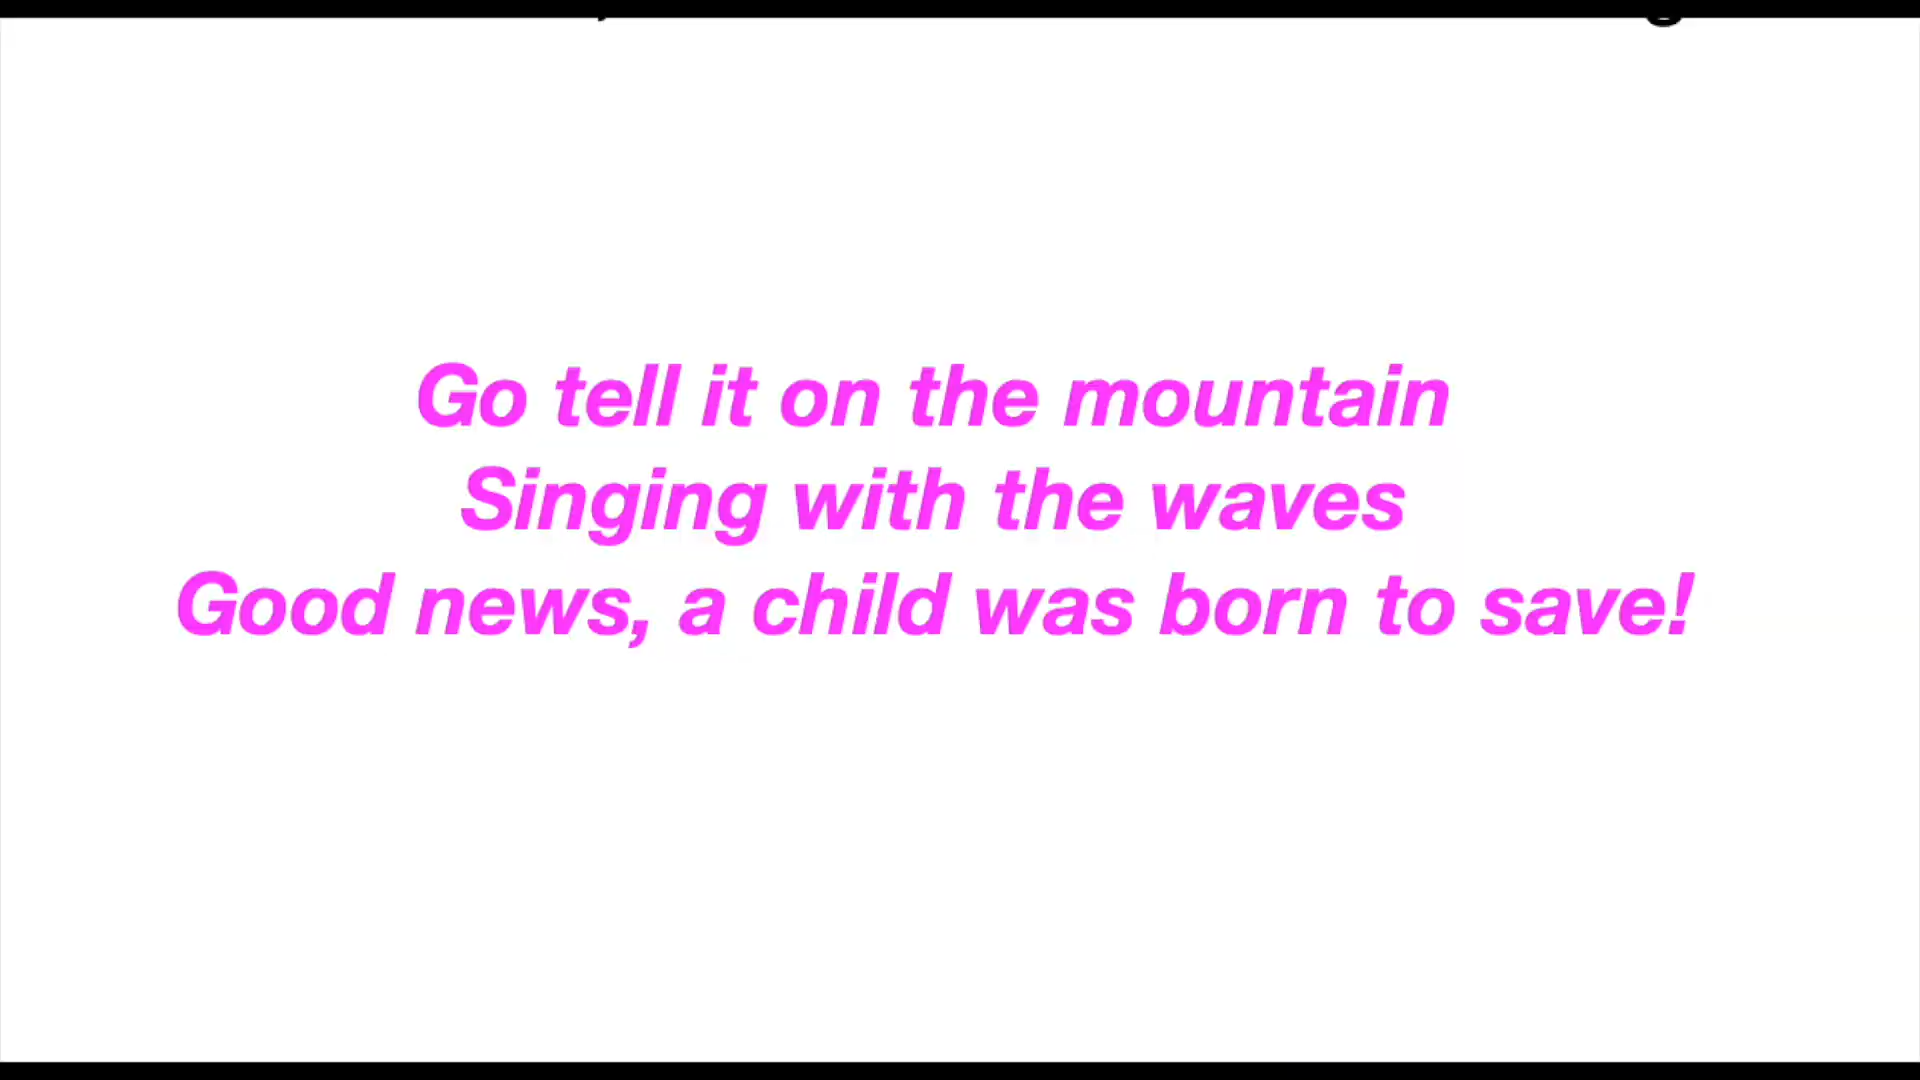 Go tell it on the mountain
Singing with the waves
Good news, a child was born to save!